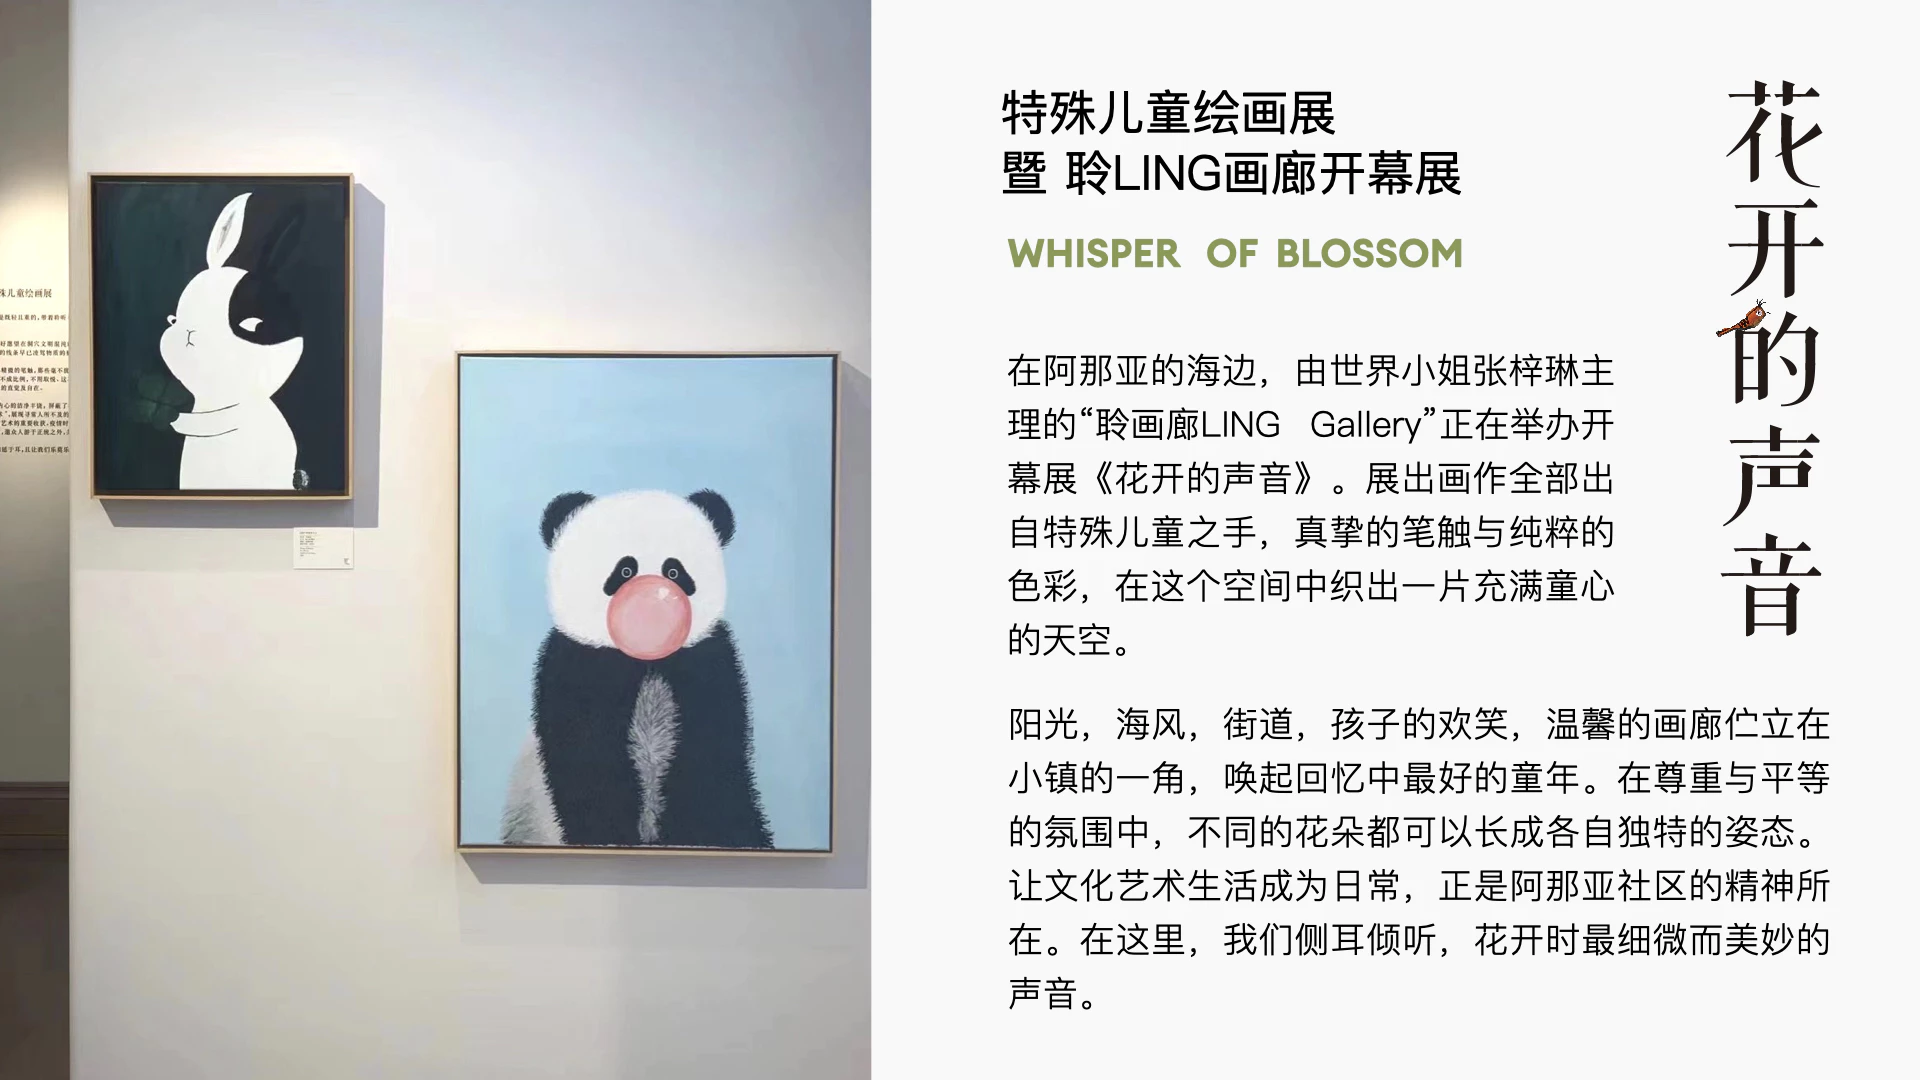 殊儿童绘画展
特殊儿童绘画展
暨 聆LING画廊开幕展
WHISPER OF BLOSSOM
花开的声音
在阿那亚的海边，由世界小姐张梓琳主
理的“聆画廊LING Gallery”正在举办开
幕展《花开的声音》。展出画作全部出
自特殊儿童之手，真挚的笔触与纯粹的
色彩，在这个空间中织出一片充满童心
的天空。
阳光，海风，街道，孩子的欢笑，温馨的画廊伫立在
小镇的一角，唤起回忆中最好的童年。在尊重与平等
的氛围中，不同的花朵都可以长成各自独特的姿态。
让文化艺术生活成为日常，正是阿那亚社区的精神所
在。在这里，我们侧耳倾听，花开时最细微而美妙的
声音。